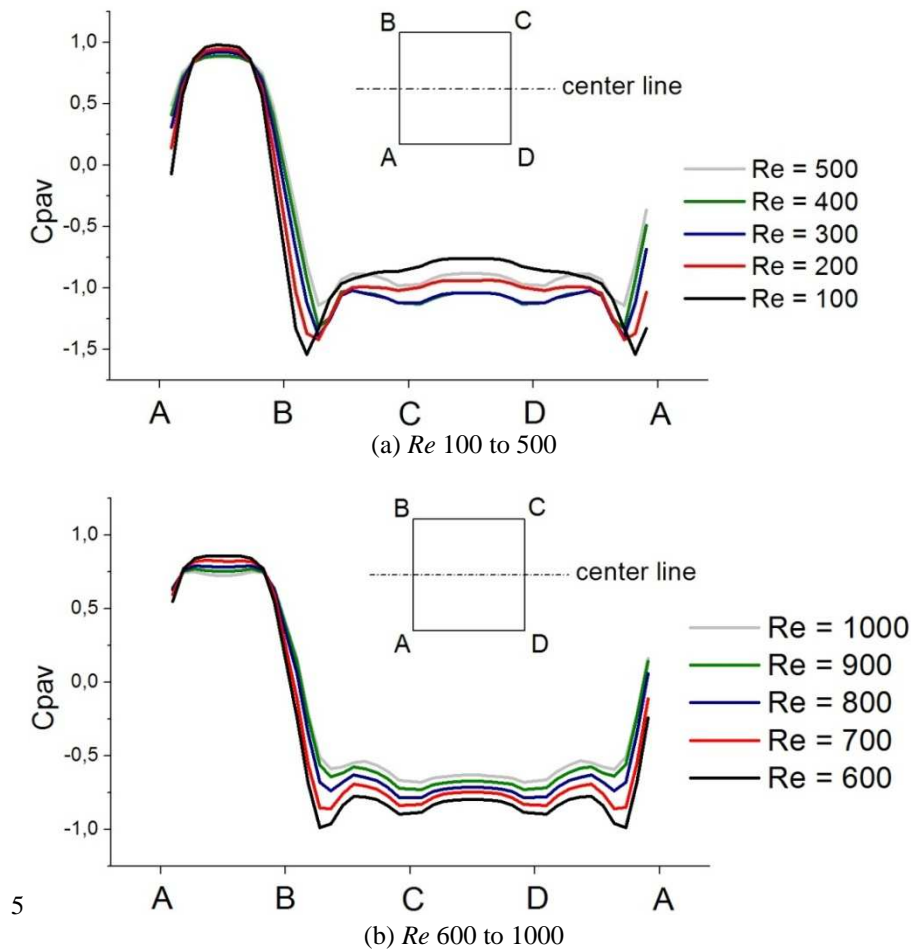 1,0
0,5
0,0
-0,5
-1,0
-1,5
Cpav
B
C
center line
A
D
Re = 500
Re = 400
Re = 300
Re = 200
Re = 100
A
B
C
D
A
(a) Re 100 to 500
1,0
0,5
0,0
-0,5
-1,0
Cpav
B
C
center line
A
D
Re = 1000
Re = 900
Re = 800
Re = 700
Re = 600
A
B
C
D
A
5
(b) Re 600 to 1000